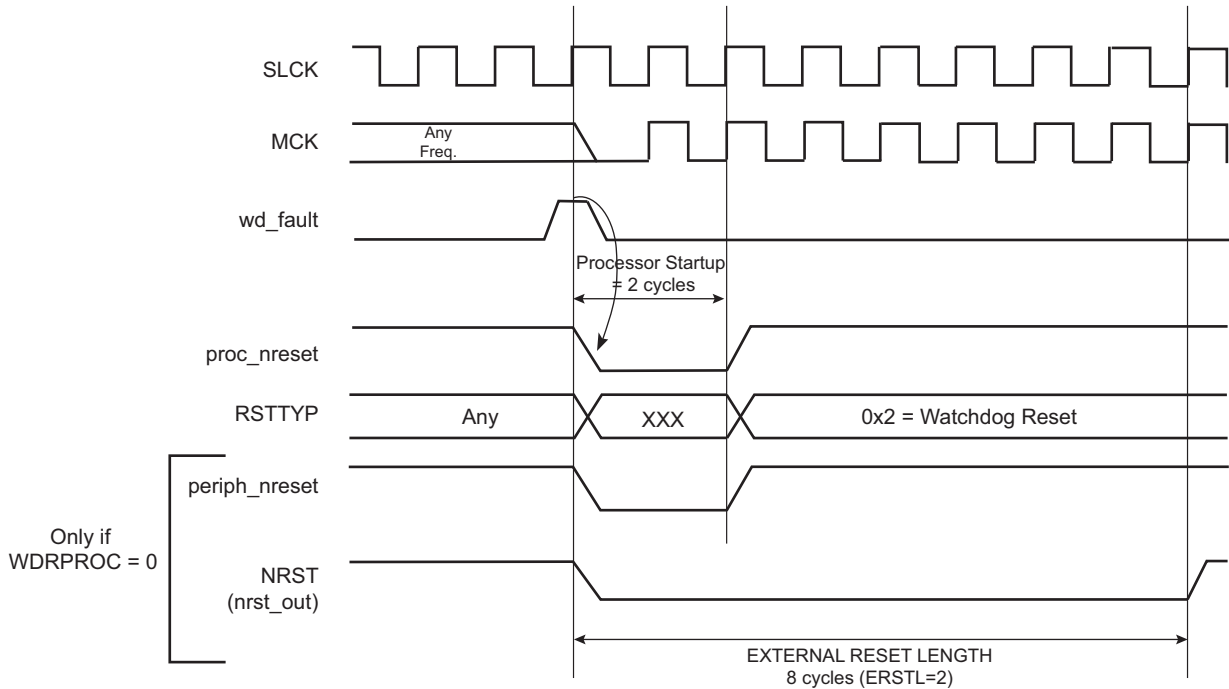 SLCK
MCK
Any
Freq.
wd_fault
Processor Startup
= 2 cycles
proc_nreset
RSTTYP
Any
XXX
0x2 = Watchdog Reset
periph_nreset
Only if
WDRPROC = 0
NRST
(nrst_out)
EXTERNAL RESET LENGTH
8 cycles (ERSTL=2)